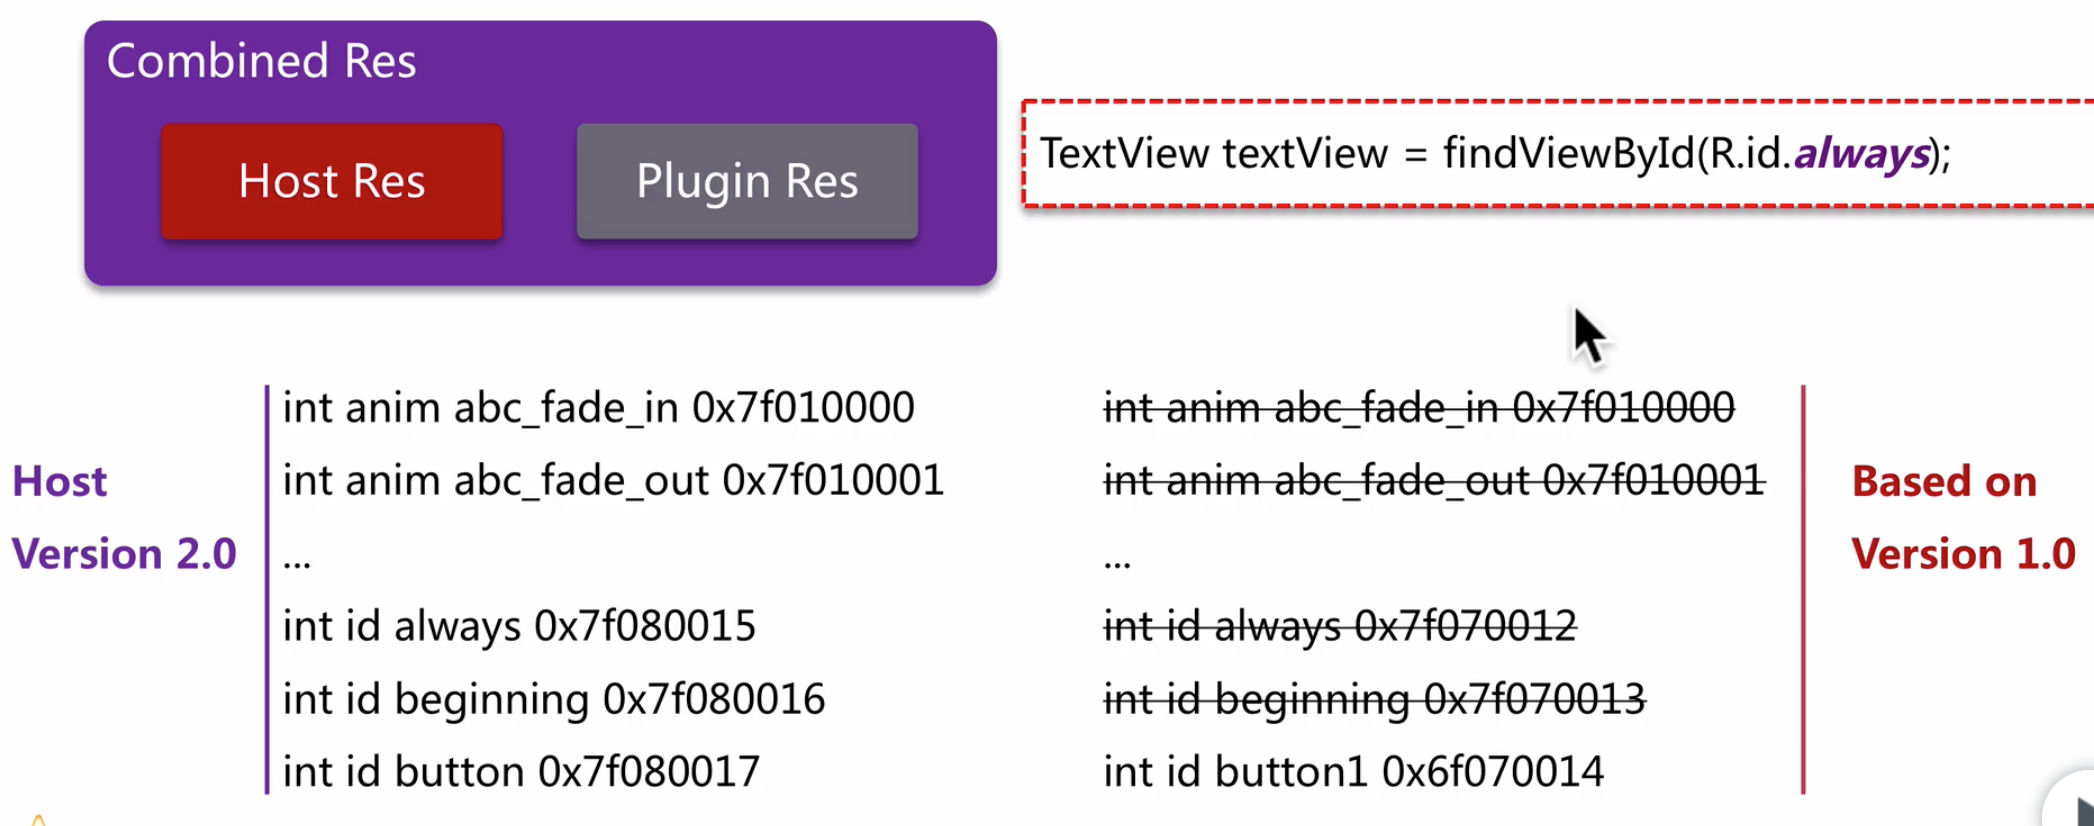 Combined Res
Host Res
Plugin Res
TextView textView = findViewById(R.id.always);
Host
Version 2.0
int anim abc_fade_in 0x7f010000
int anim abc_fade_out 0x7f010001
...
int id always 0x7f080015
int id beginning 0x7f080016
int id button 0x7f080017
int anim abc_fade_in 0x7f010000
int anim abc_fade_out 0x7f010001
...
int id always 0x7f070012
int id beginning 0x7f070013
int id button1 0x6f070014
Based on
Version 1.0